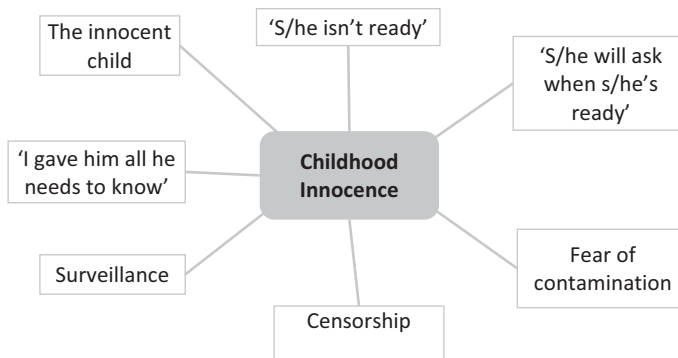 The innocent
child
‘S/he isn’t ready’
‘S/he will ask
when s/he’s
ready’
‘I gave him all he
needs to know’
Childhood
Innocence
Surveillance
Censorship
Fear of
contamination